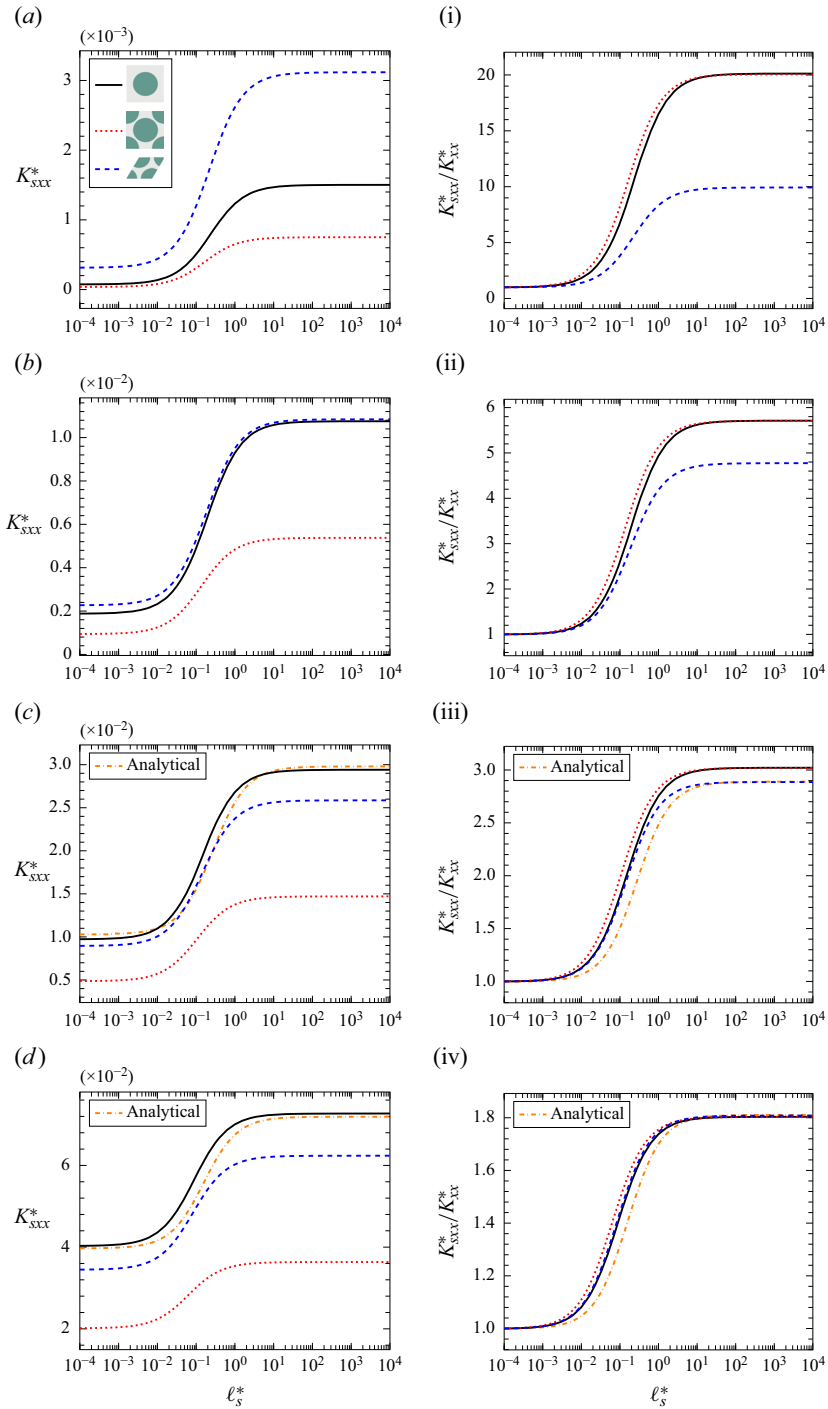 (a)
(×10⁻³)
3
2
1
0
K*sxx
10⁻⁴ 10⁻³ 10⁻² 10⁻¹ 10⁰ 10¹ 10² 10³ 10⁴
(i)
20
15
10
5
0
K*sxx/K*xx
10⁻⁴ 10⁻³ 10⁻² 10⁻¹ 10⁰ 10¹ 10² 10³ 10⁴
(b)
(×10⁻²)
1.0
0.8
0.6
0.4
0.2
0
K*sxx
10⁻⁴ 10⁻³ 10⁻² 10⁻¹ 10⁰ 10¹ 10² 10³ 10⁴
(ii)
6
5
4
3
2
1
K*sxx/K*xx
10⁻⁴ 10⁻³ 10⁻² 10⁻¹ 10⁰ 10¹ 10² 10³ 10⁴
(c)
(×10⁻²)
Analytical
3.0
2.5
2.0
1.5
1.0
0.5
K*sxx
10⁻⁴ 10⁻³ 10⁻² 10⁻¹ 10⁰ 10¹ 10² 10³ 10⁴
(iii)
Analytical
3.0
2.5
2.0
1.5
1.0
K*sxx/K*xx
10⁻⁴ 10⁻³ 10⁻² 10⁻¹ 10⁰ 10¹ 10² 10³ 10⁴
(d)
(×10⁻²)
Analytical
6
4
2
K*sxx
10⁻⁴ 10⁻³ 10⁻² 10⁻¹ 10⁰ 10¹ 10² 10³ 10⁴
ℓ*s
(iv)
Analytical
1.8
1.6
1.4
1.2
1.0
K*sxx/K*xx
10⁻⁴ 10⁻³ 10⁻² 10⁻¹ 10⁰ 10¹ 10² 10³ 10⁴
ℓ*s